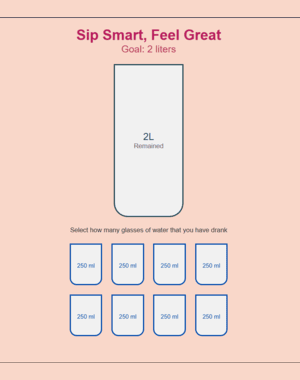 Sip Smart, Feel Great
Goal: 2 liters
2L
Remained
Select how many glasses of water that you have drank
250 ml 250 ml 250 ml 250 ml
250 ml 250 ml 250 ml 250 ml